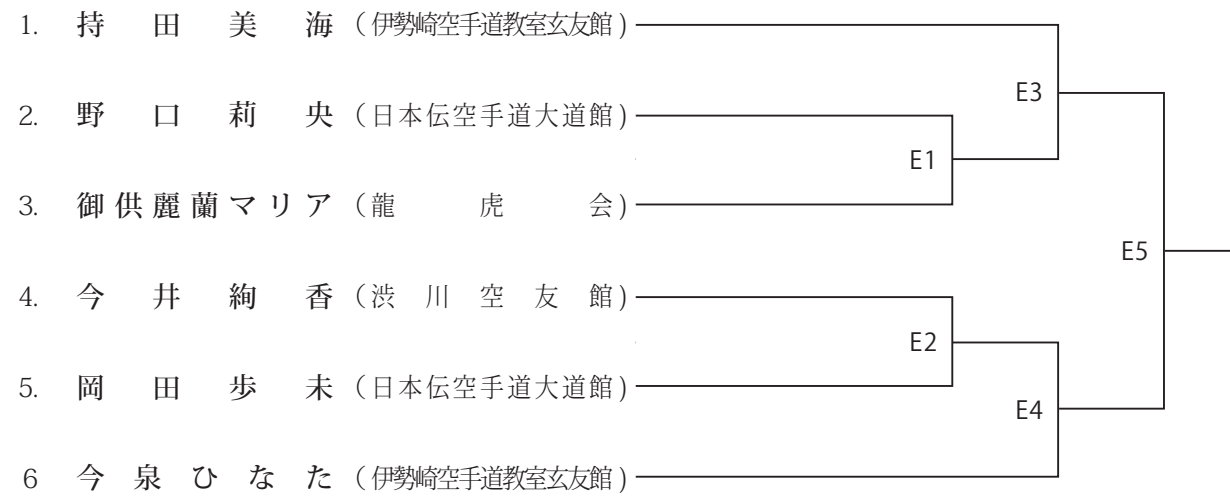 1. 持田美海 (伊勢崎空手道教室玄友館)
E3
2. 野口莉央 (日本伝空手道大道館)
E1
3. 御供麗蘭マリア (龍虎会)
E5
4. 今井絢香 (渋川空友館)
E2
5. 岡田歩未 (日本伝空手道大道館)
E4
6 今泉ひなた (伊勢崎空手道教室玄友館)